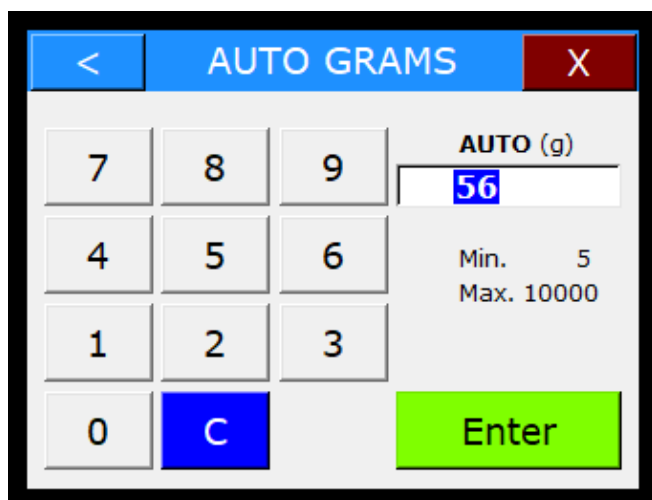 < AUTO GRAMS X
7 8 9
AUTO (g)
56
4 5 6
Min. 5
Max. 10000
1 2 3
0 C Enter